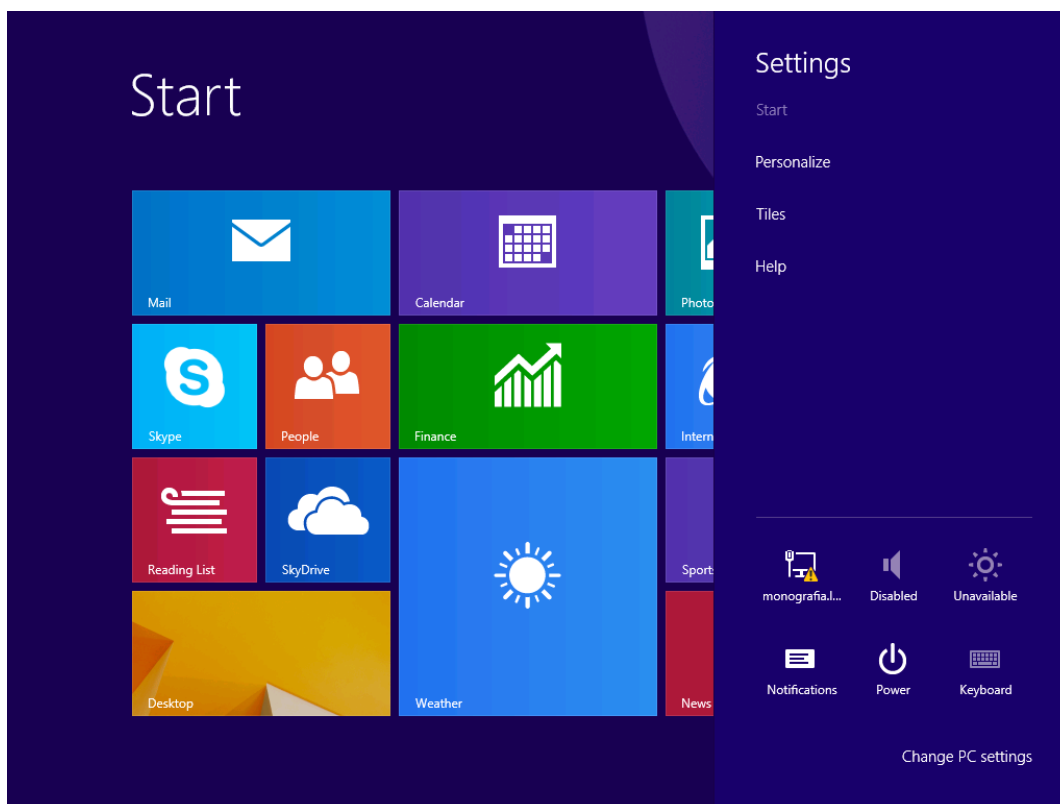 Start
Mail
Calendar
Photo
Skype
People
Finance
Intern
Reading List
SkyDrive
Sport
Desktop
Weather
News
Settings
Start
Personalize
Tiles
Help
monografia.l...
Disabled
Unavailable
Notifications
Power
Keyboard
Change PC settings